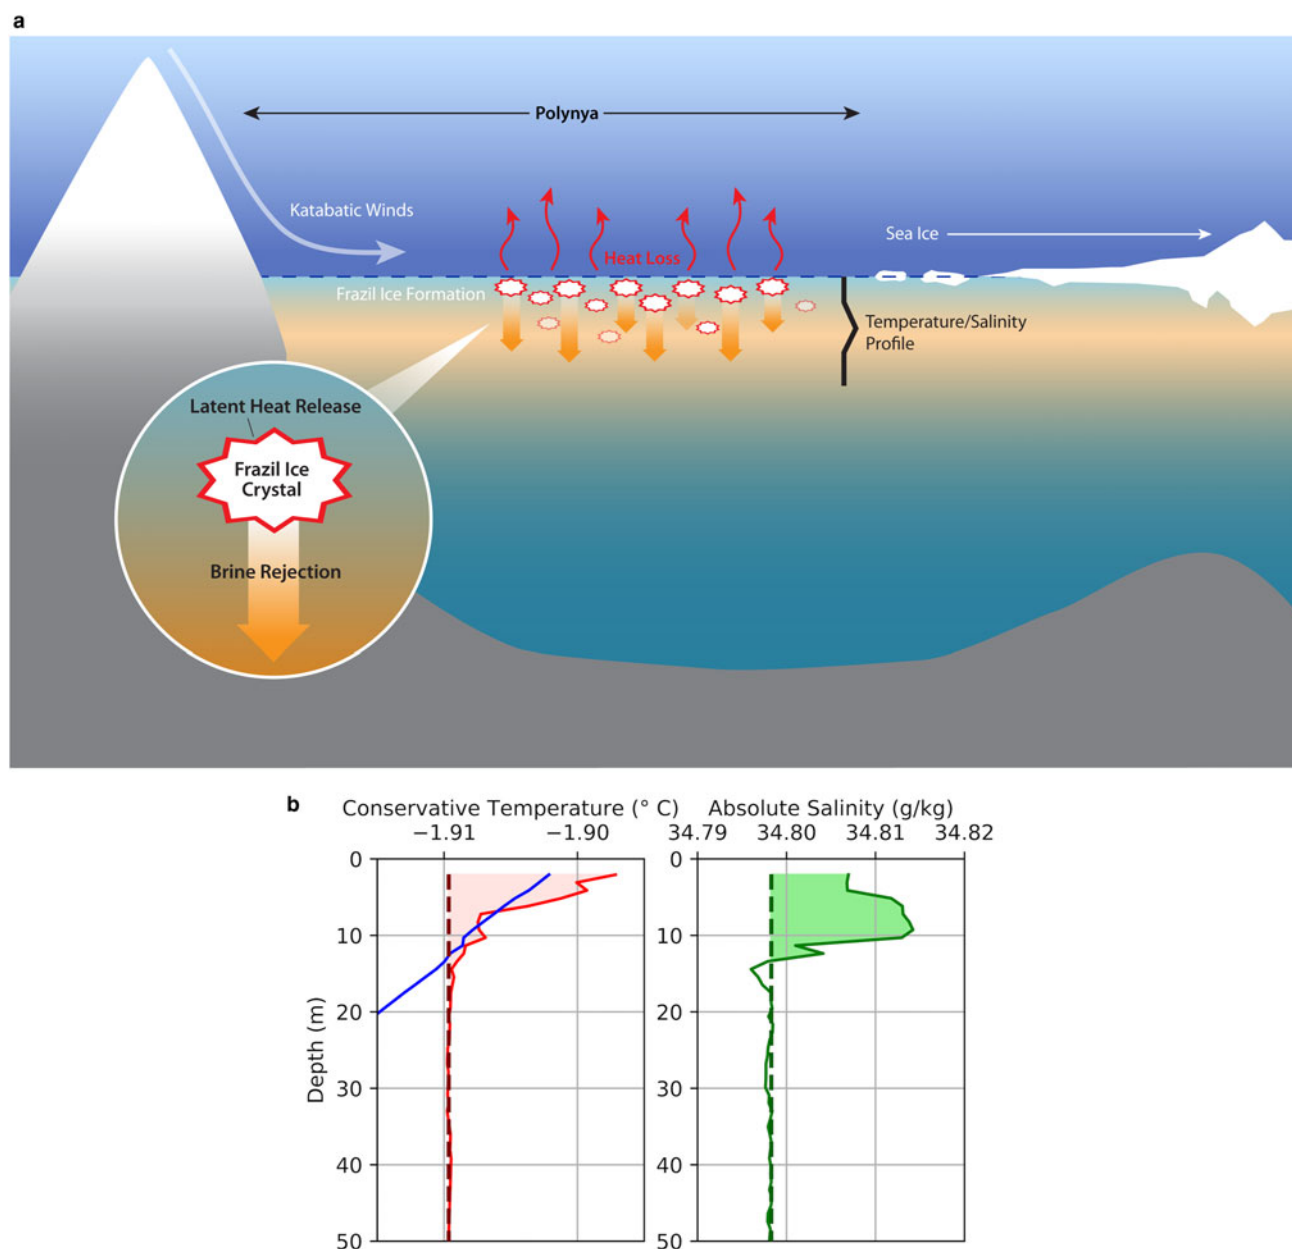 a
Polynya
Katabatic Winds
Sea Ice
Heat Loss
Frazil Ice Formation
Temperature/Salinity
Profile
Latent Heat Release
Frazil Ice
Crystal
Brine Rejection
b
Conservative Temperature (° C)
Absolute Salinity (g/kg)
−1.91
−1.90
34.79
34.80
34.81
34.82
0
10
20
30
40
50
Depth (m)
0
10
20
30
40
50